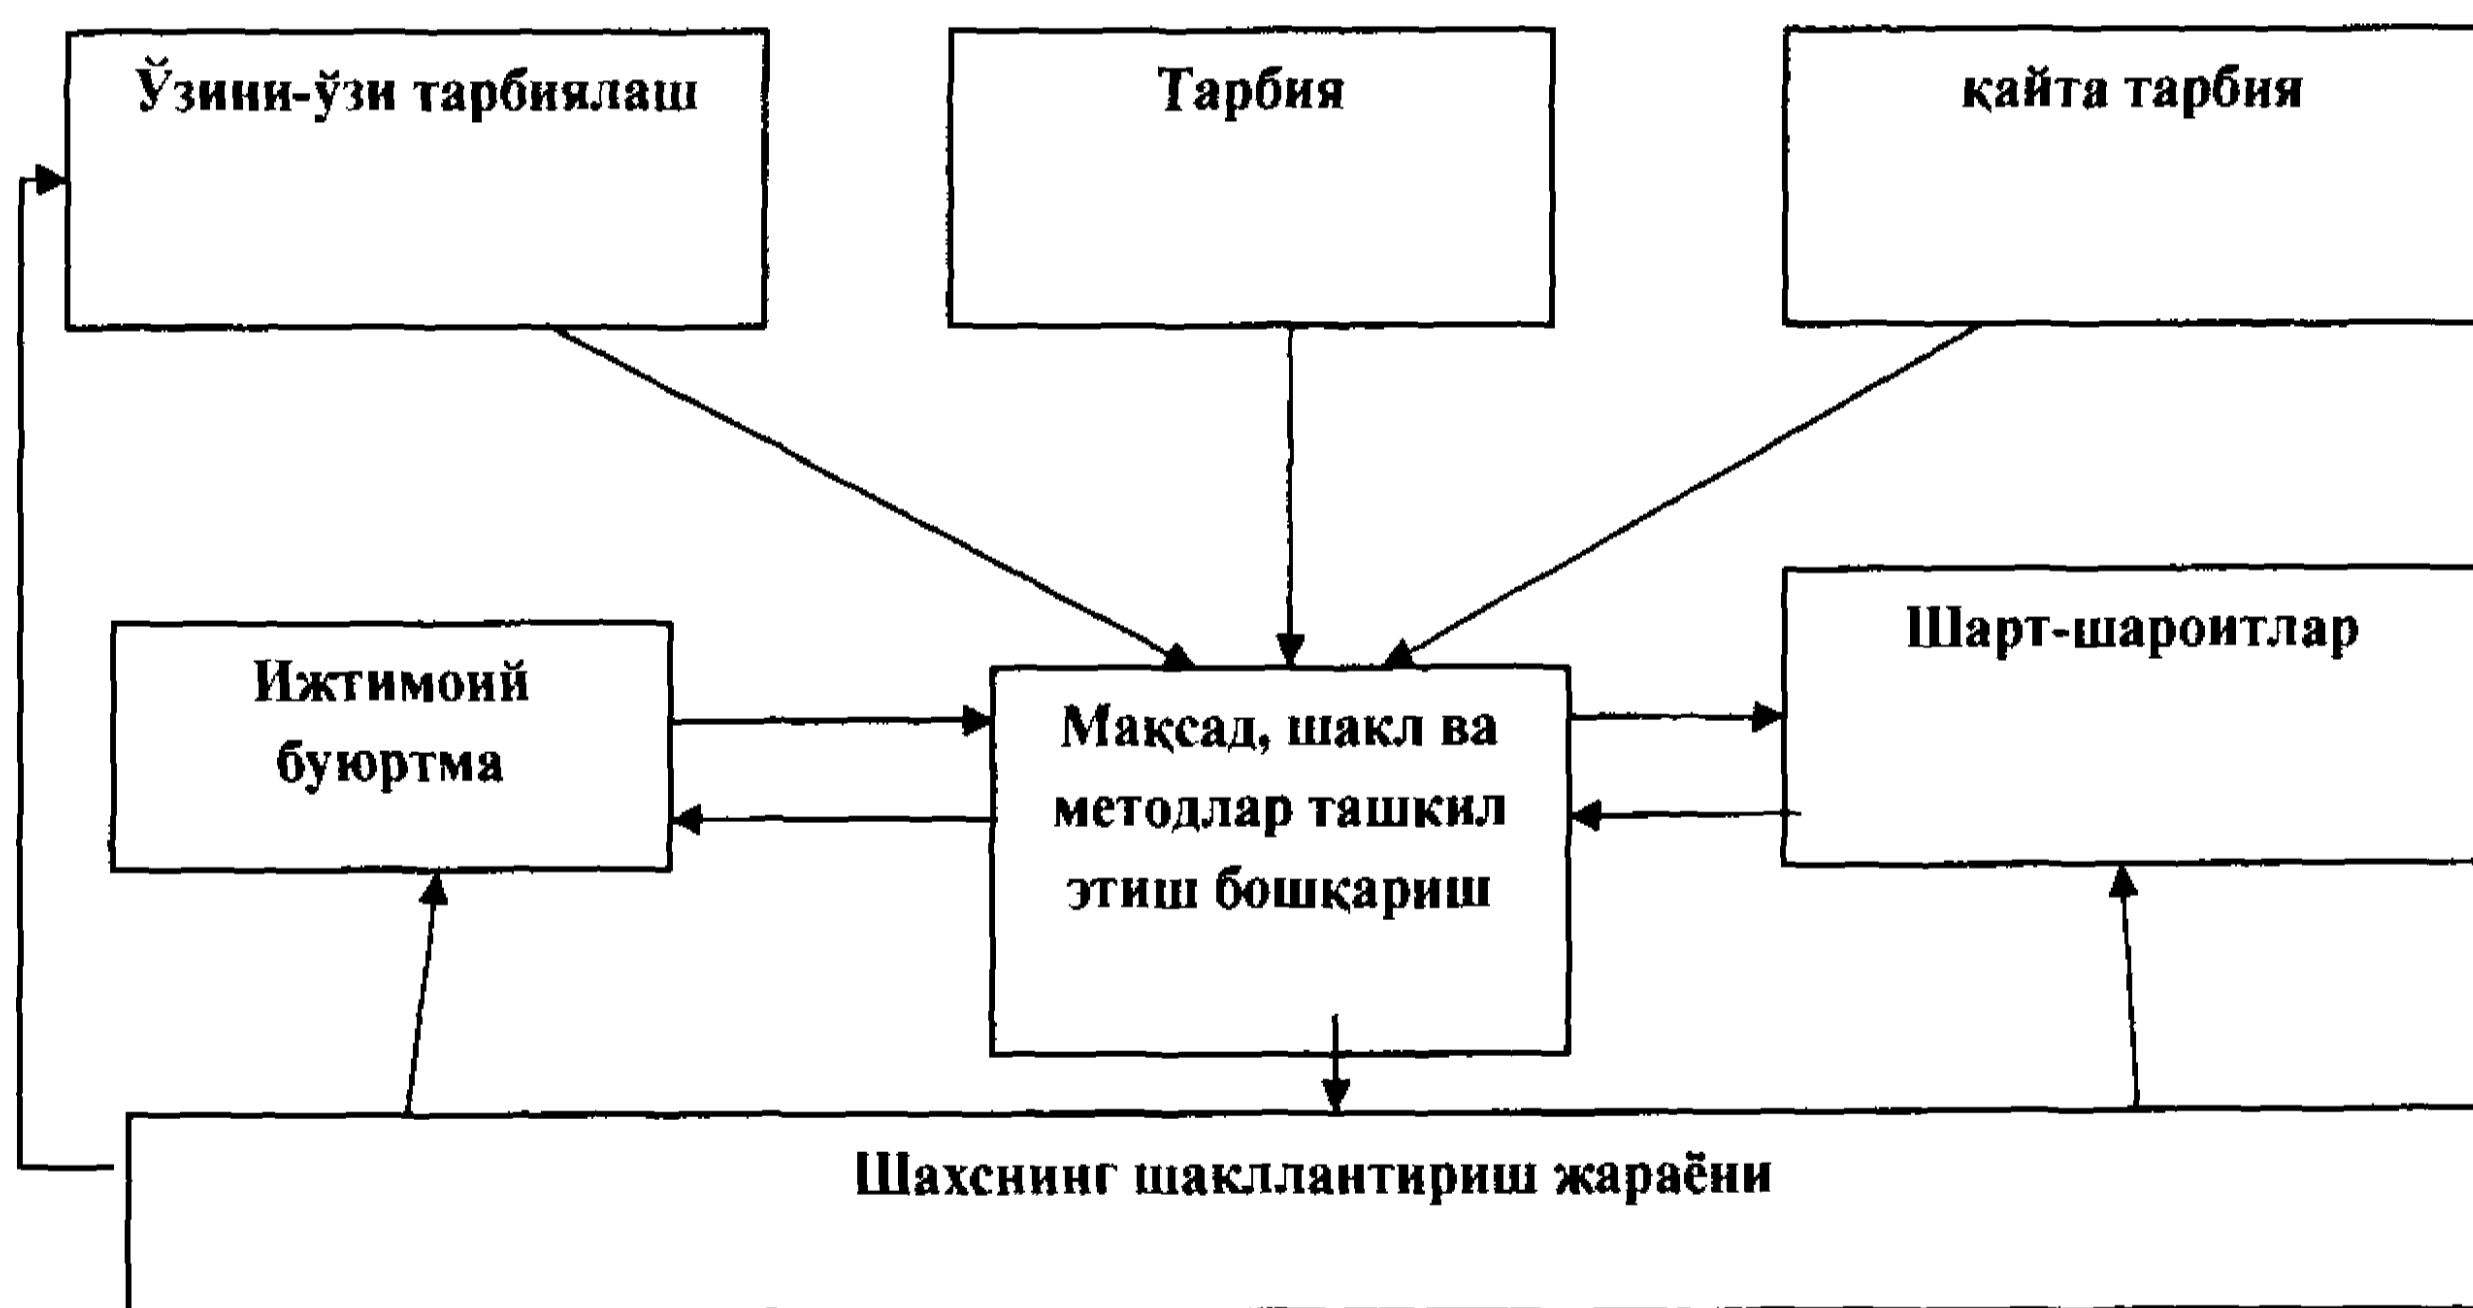 Ўзини-ўзи тарбиялаш
Тарбия
қайта тарбия
Ижтимоий
буюртма
Мақсад, шакл ва
методлар ташкил
этиш бошқариш
Шарт-шароитлар
Шахснинг шакллантириш жараёни